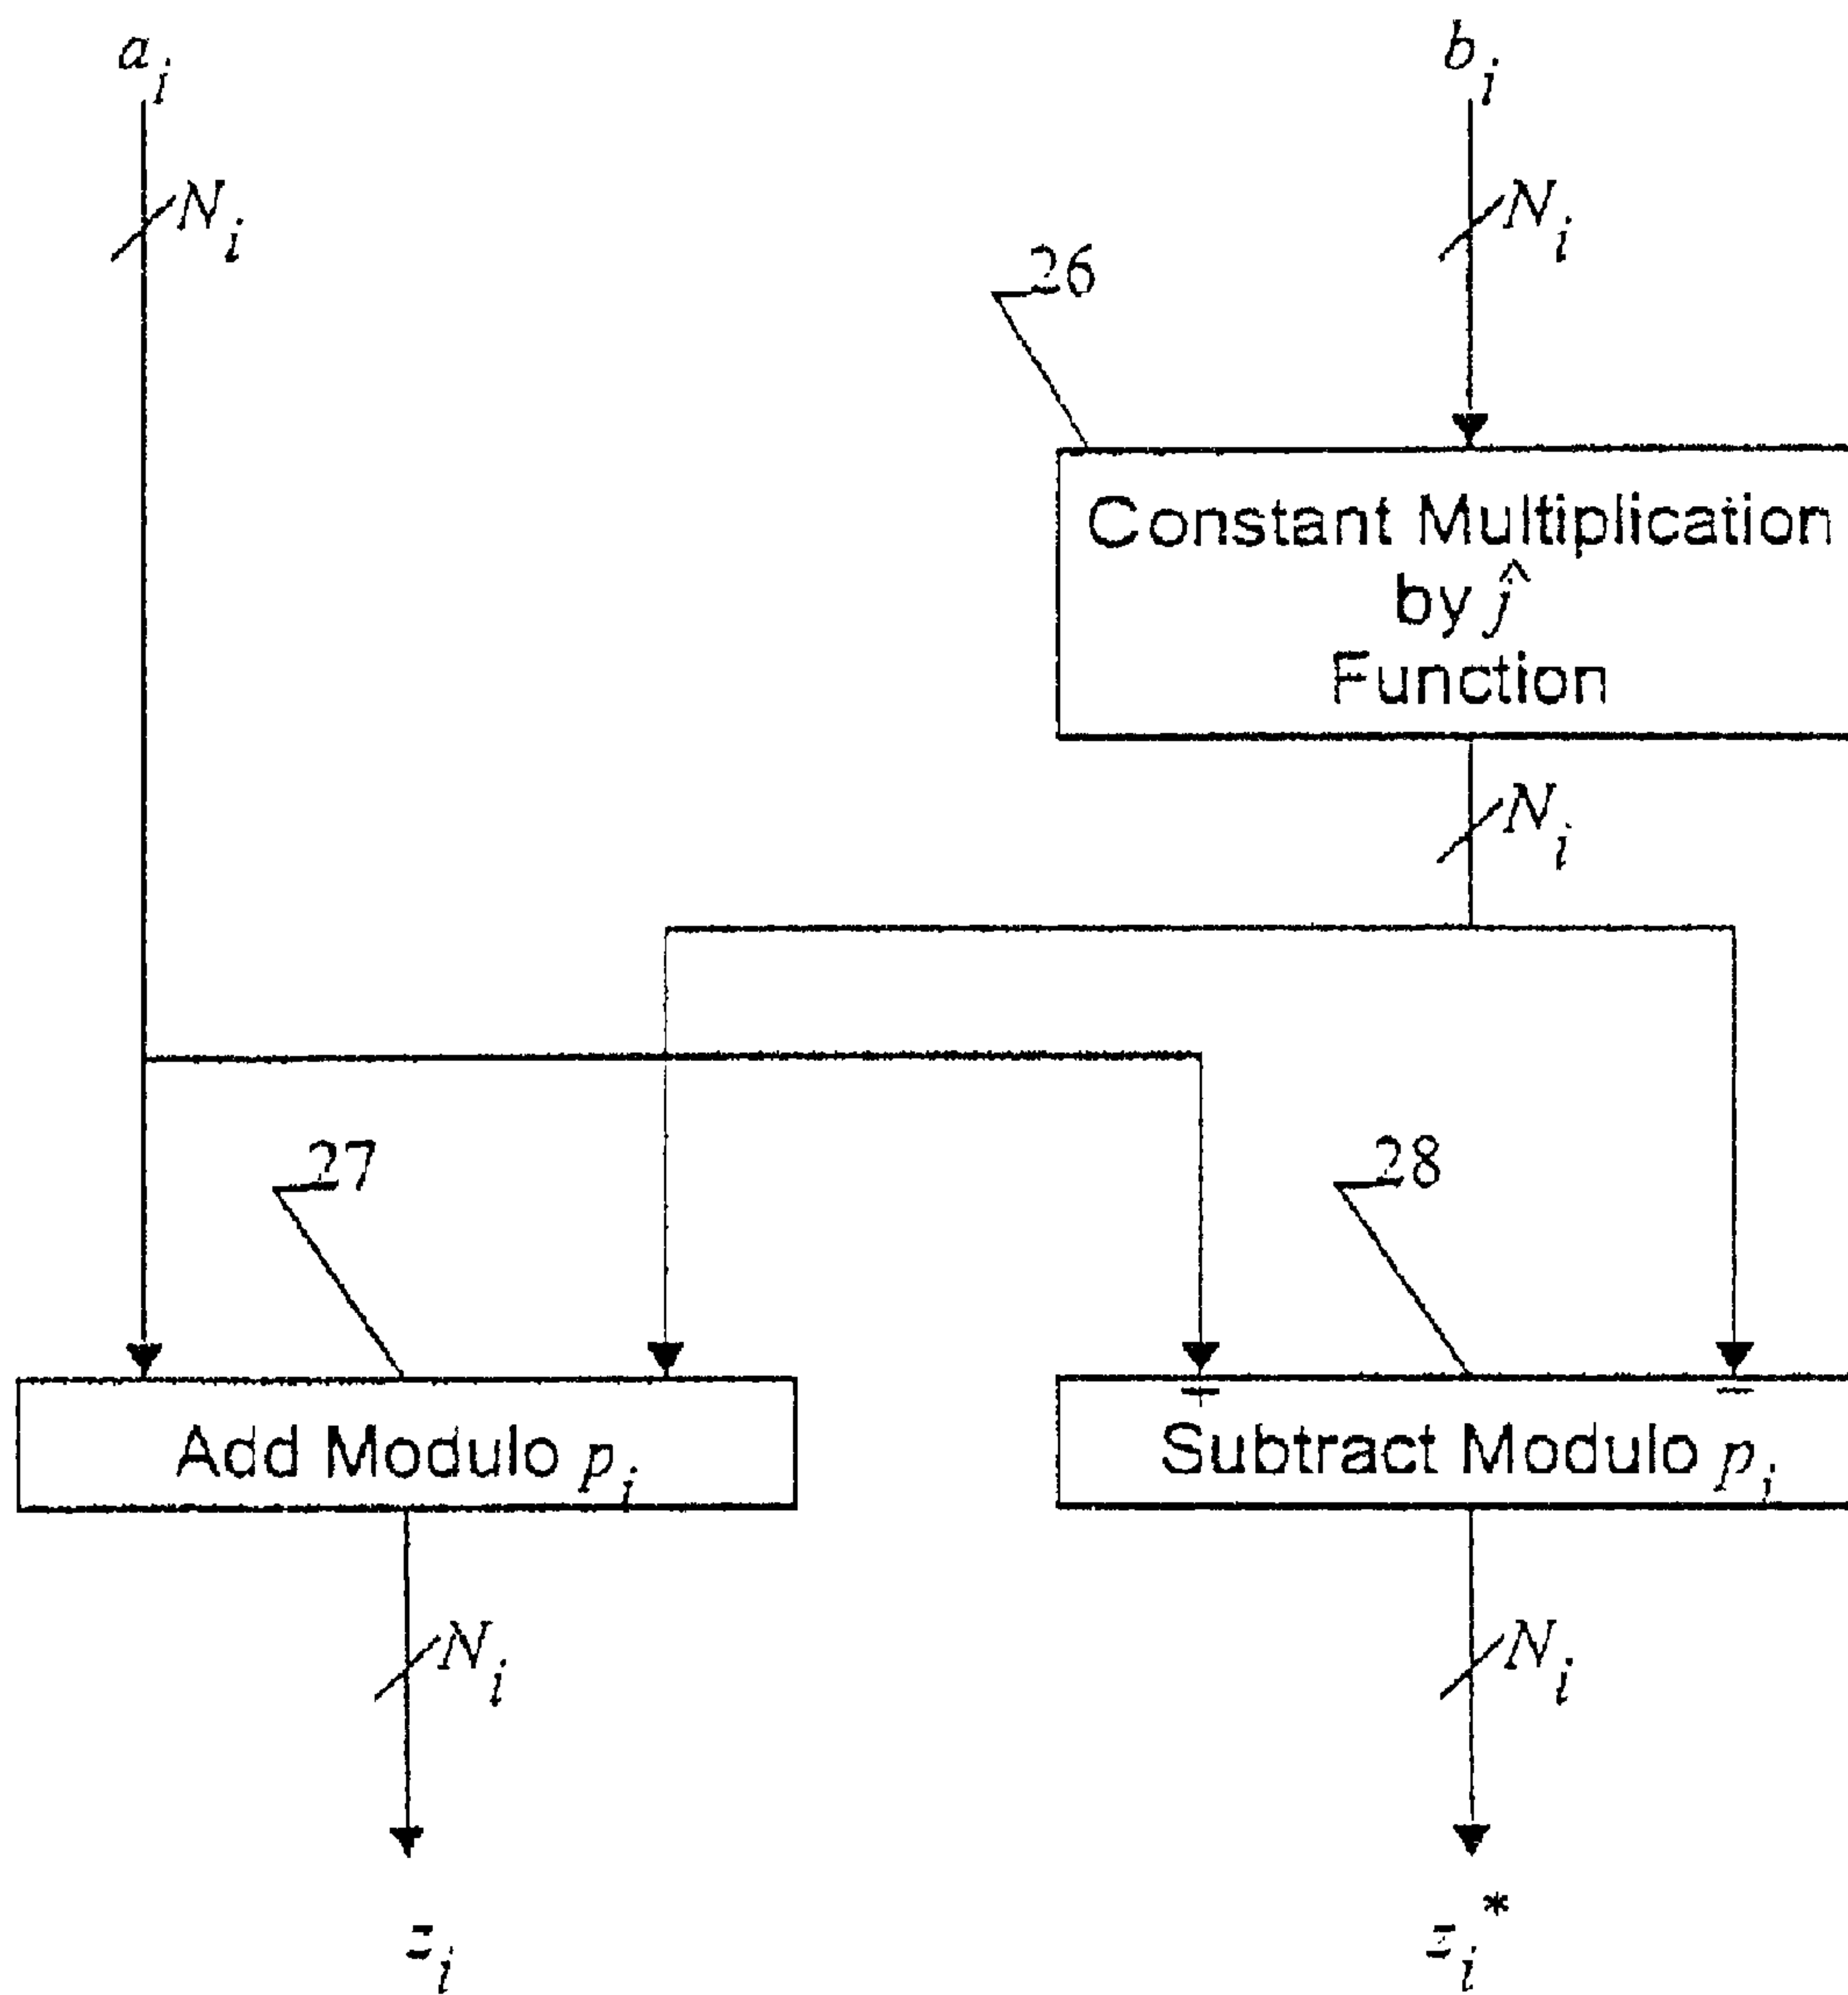 a_i
b_i
N_i
N_i
26
Constant Multiplication
by ĵ
Function
N_i
27
28
+
−
Add Modulo p_i
Subtract Modulo p_i
N_i
N_i
z_i
z_i*